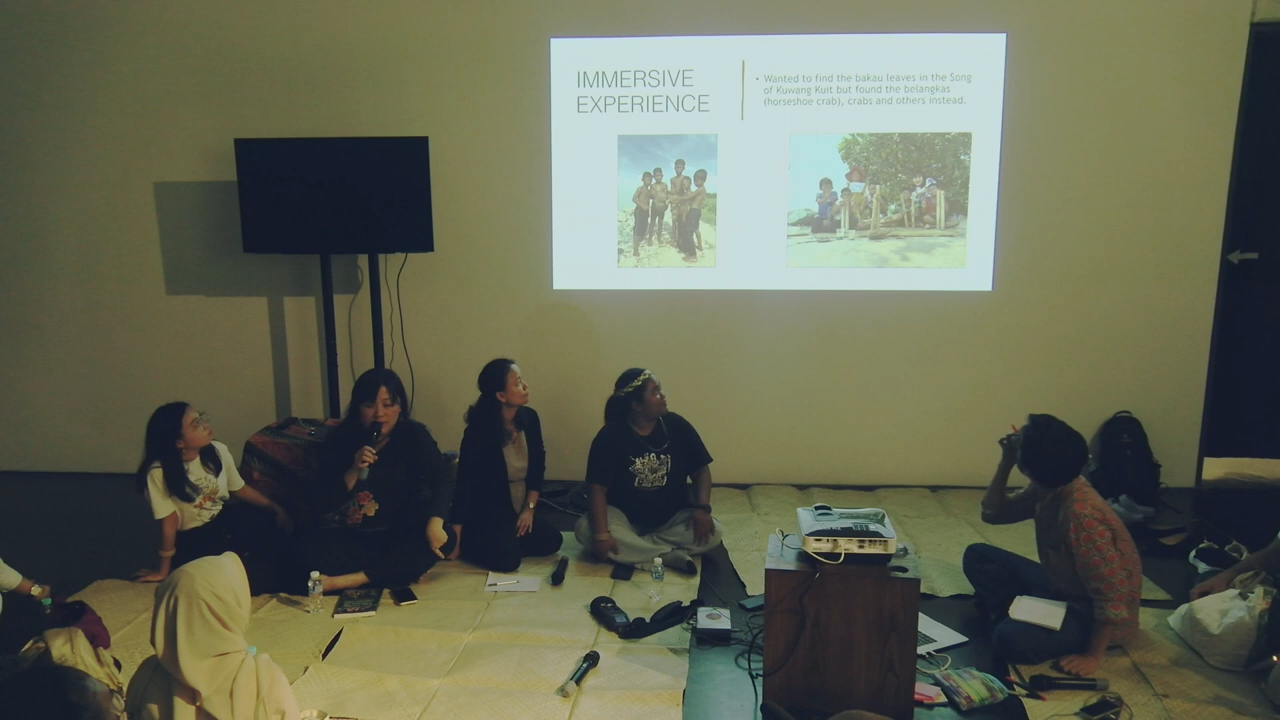 IMMERSIVE
EXPERIENCE
• Wanted to find the bakau leaves in the Song
of Kuwang Kuit but found the belangkas
(horseshoe crab), crabs and others instead.